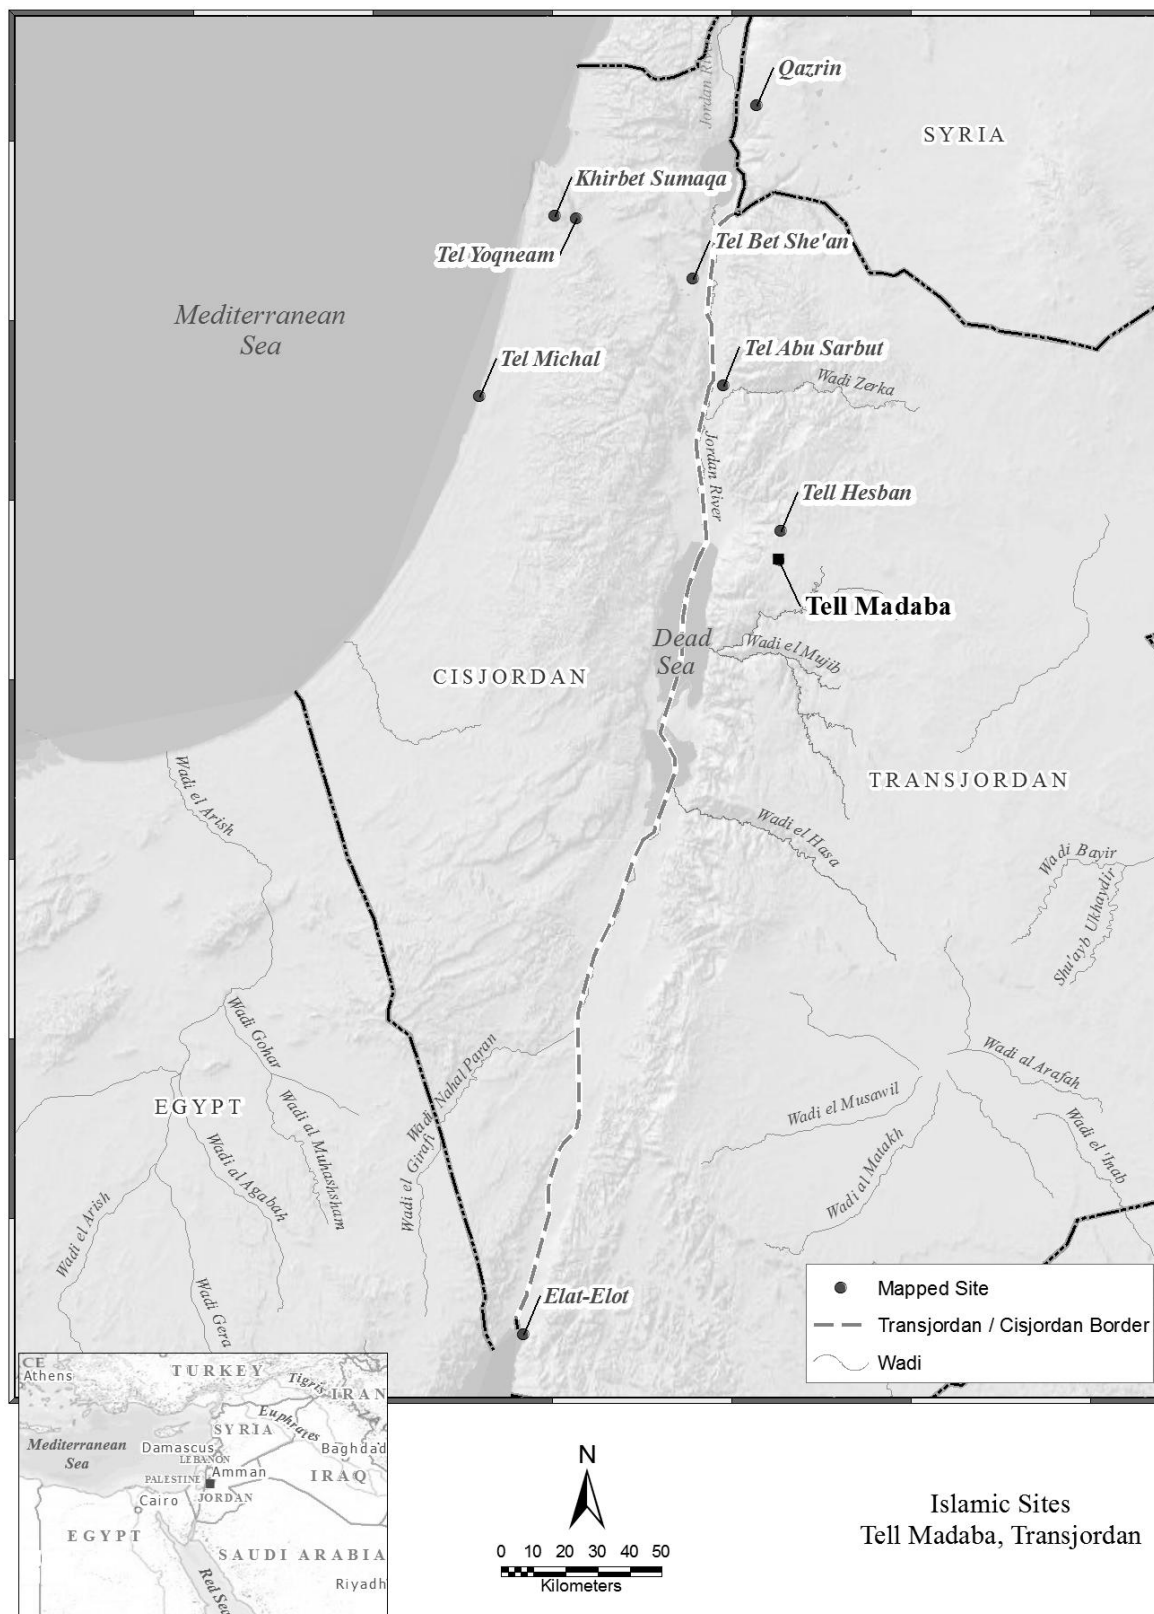 Jordan River
Qazrin
SYRIA
Khirbet Sumaqa
Tel Yoqneam
Tel Bet She'an
Mediterranean
Sea
Tel Michal
Tel Abu Sarbut
Wadi Zerka
Jordan River
Tell Hesban
Tell Madaba
Dead
Sea
Wadi el Mujib
CISJORDAN
TRANSJORDAN
Wadi el Arish
Wadi el Hasa
Wadi Bayir
Shu'ayb Ukhaydir
Wadi Gohar
Wadi Nahal Paran
Wadi al Arafah
EGYPT
Wadi el Musawil
Wadi al Muhashsham
Wadi el Girafi
Wadi al Matakh
Wadi el 'Inab
Wadi al Agabah
Wadi el Arish
Wadi Gera
Elat-Elot
Mapped Site
Transjordan / Cisjordan Border
Wadi
CE
Athens
TURKEY
Tigris
IRAN
Euphrates
SYRIA
Mediterranean
Sea
Damascus
LEBANON
Baghdad
Amman
PALESTINE
IRAQ
JORDAN
Cairo
EGYPT
SAUDI ARABIA
Red Sea
Riyadh
N
0 10 20 30 40 50
Kilometers
Islamic Sites
Tell Madaba, Transjordan